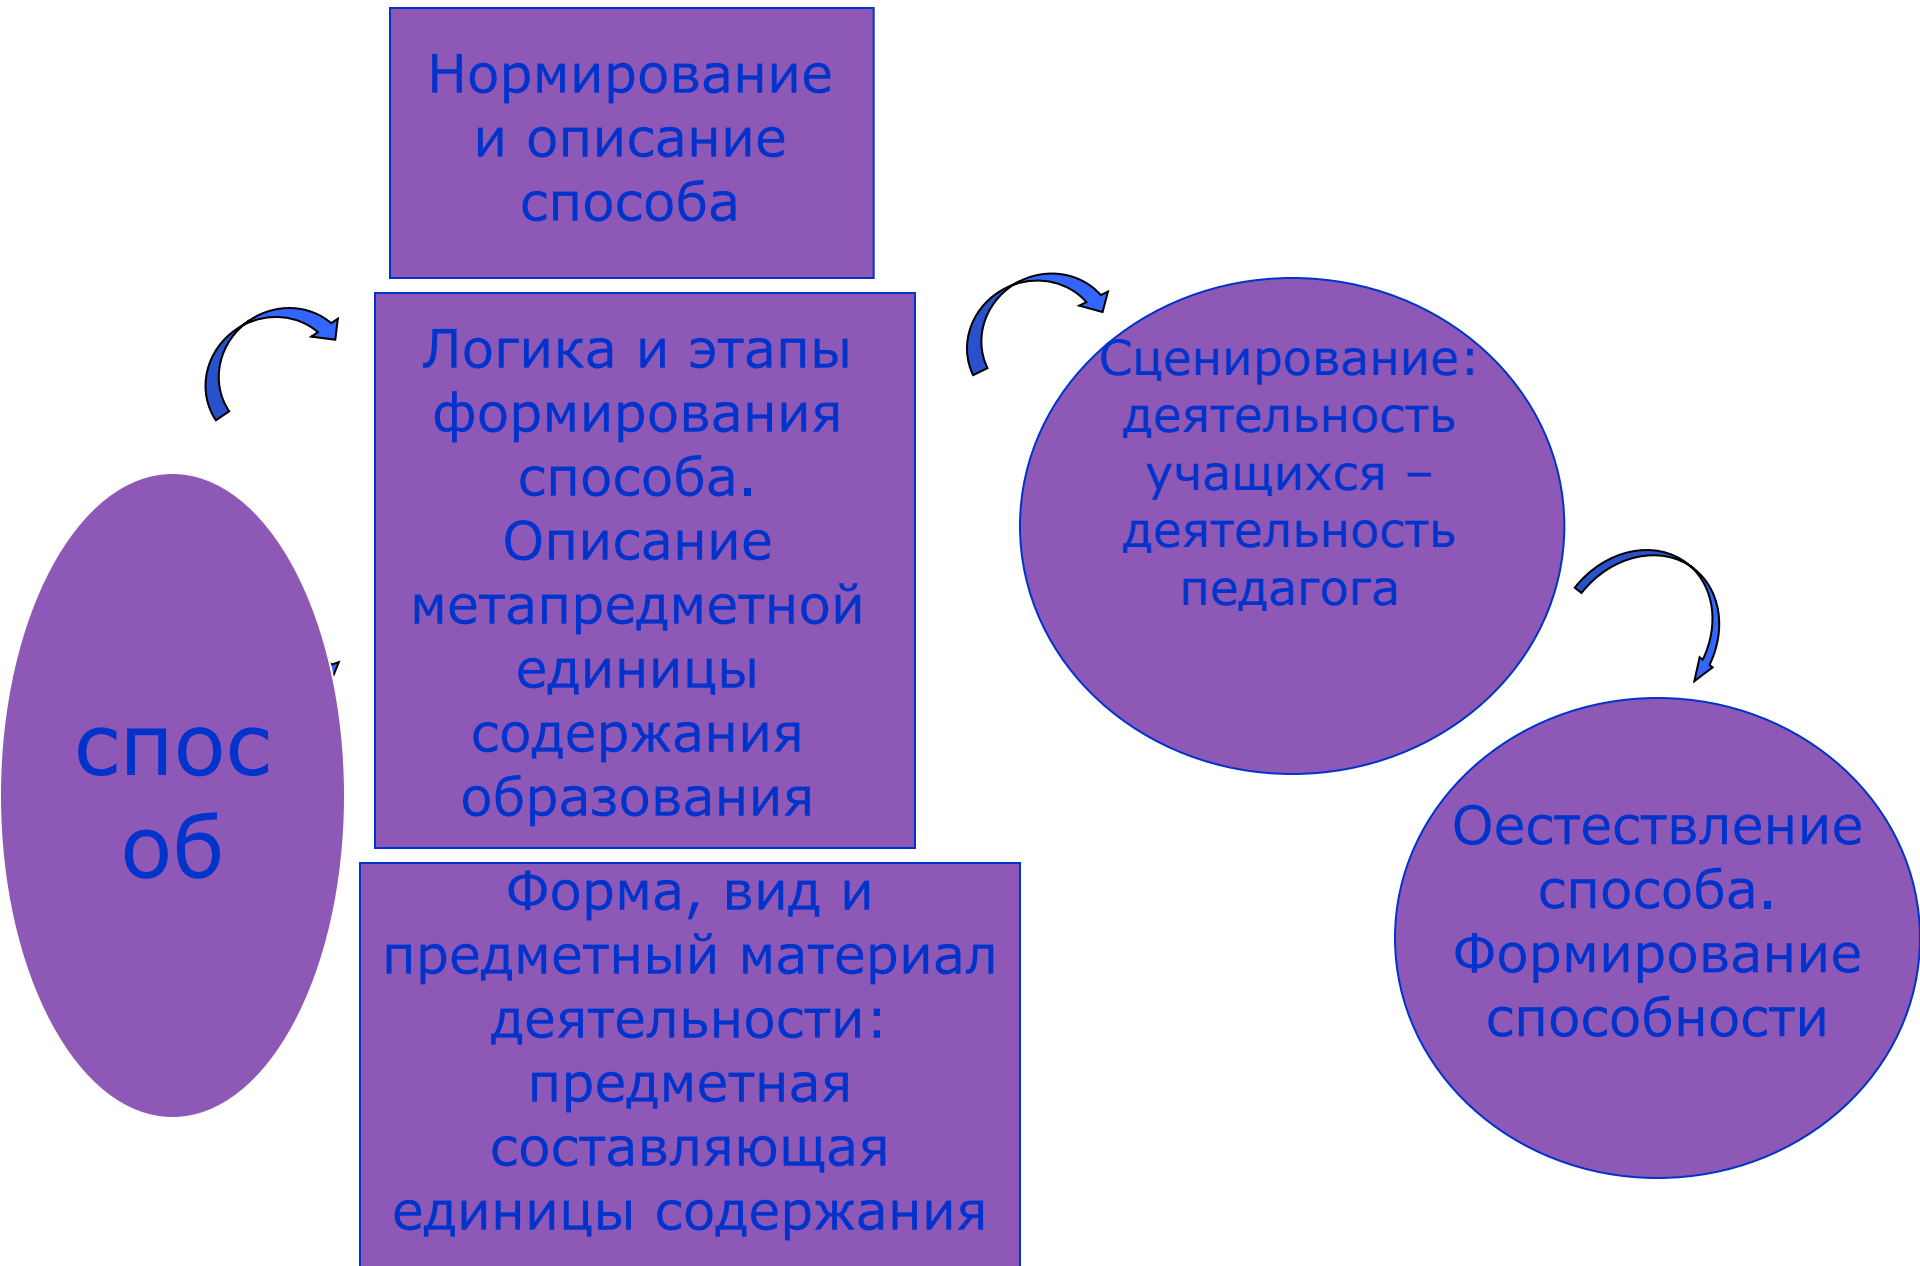 Нормирование
и описание
способа
Логика и этапы
формирования
способа.
Описание
метапредметной
единицы
содержания
образования
Форма, вид и
предметный материал
деятельности:
предметная
составляющая
единицы содержания
спос
об
Сценирование:
деятельность
учащихся –
деятельность
педагога
Оестествление
способа.
Формирование
способности